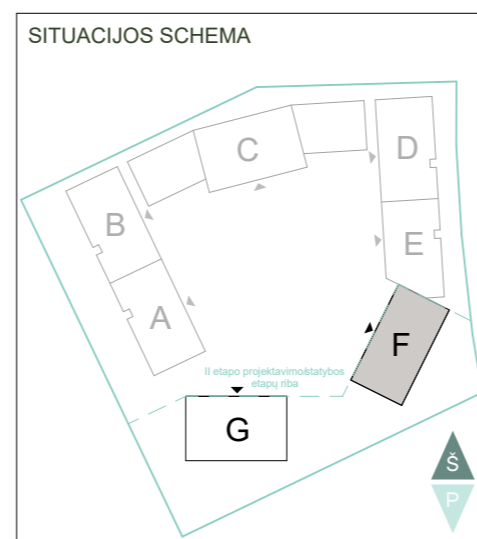 SITUACIJOS SCHEMA
C
D
B
E
A
F
II etapo projektavimo/statybos
etapų riba
G
Š
P